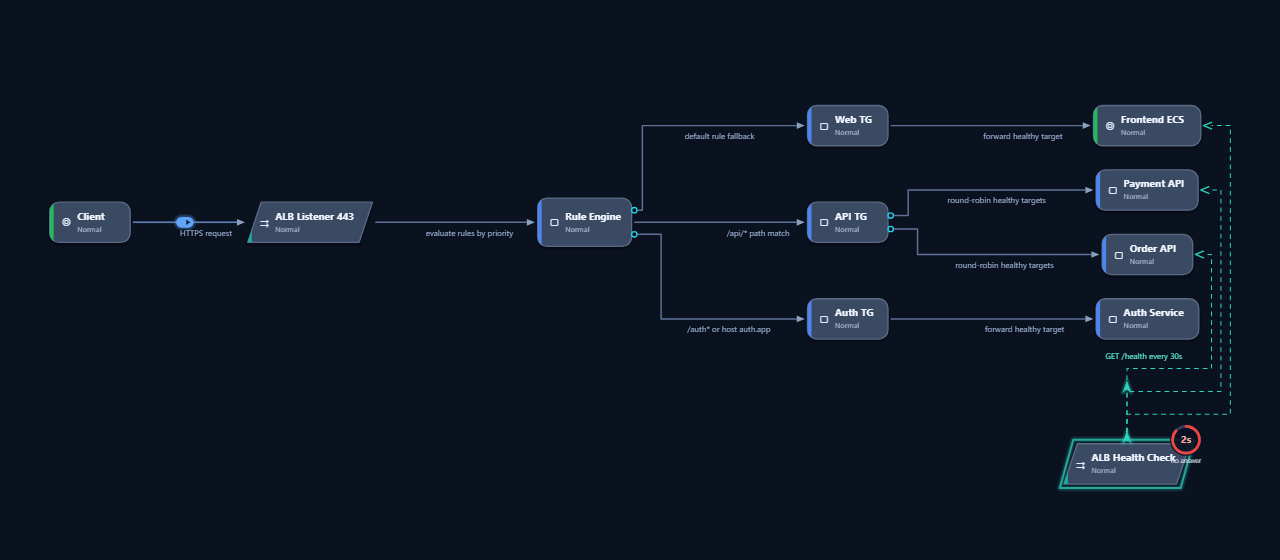 Client
Normal
HTTPS request
ALB Listener 443
Normal
evaluate rules by priority
Rule Engine
Normal
default rule fallback
/api/* path match
/auth* or host auth.app
Web TG
Normal
API TG
Normal
Auth TG
Normal
forward healthy target
round-robin healthy targets
round-robin healthy targets
forward healthy target
Frontend ECS
Normal
Payment API
Normal
Order API
Normal
Auth Service
Normal
GET /health every 30s
2s
no answer
ALB Health Check
Normal